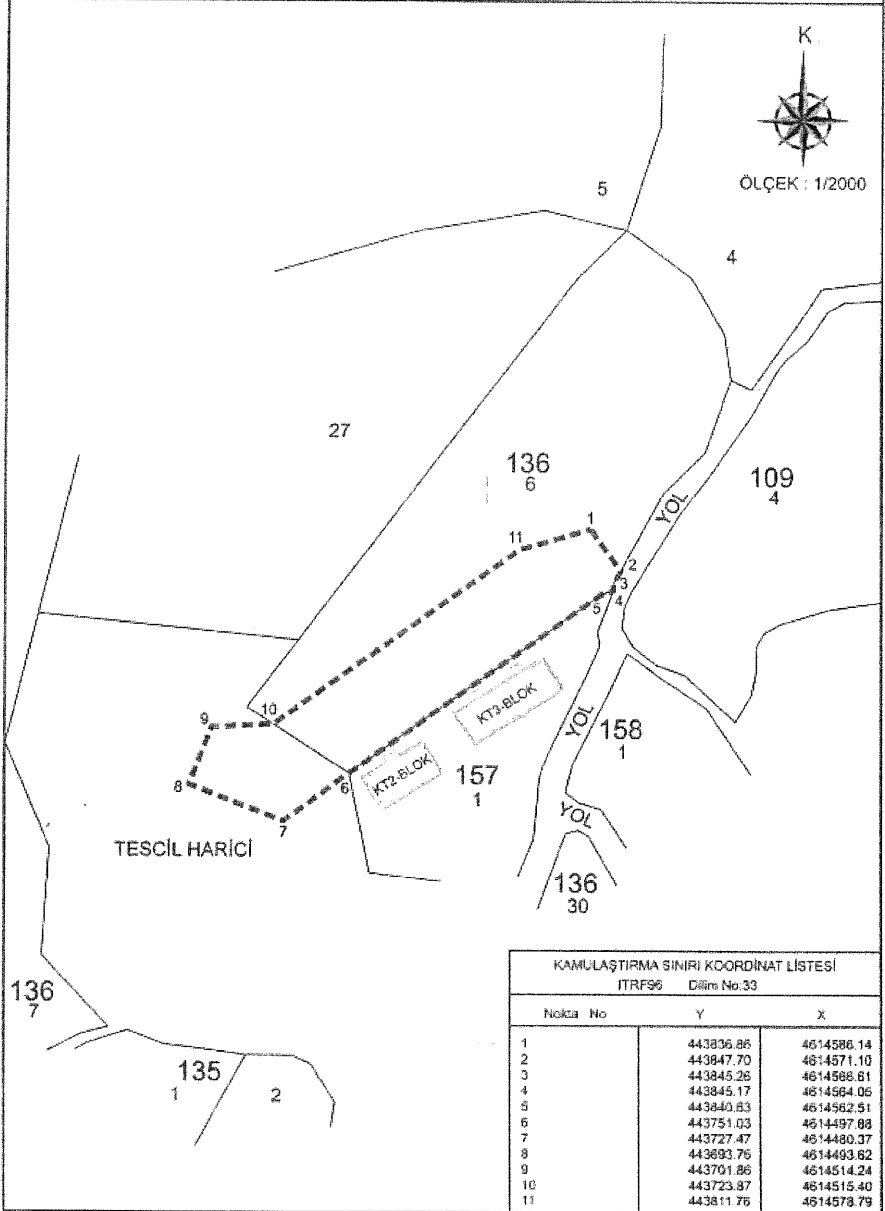 K
ÖLÇEK : 1/2000
5
4
27
136
6
109
4
YOL
1
11
2
3
4
5
10
9
8
7
6
KT3-BLOK
KT2-BLOK
157
1
YOL
158
1
YOL
TESCİL HARİCİ
136
30
136
7
135
1
2
KAMULAŞTIRMA SINIRI KOORDİNAT LİSTESİ
ITRF96 Dilim No:33
Nokta No Y X
1 443836.86 4614586.14
2 443847.70 4614571.10
3 443845.26 4614566.61
4 443845.17 4614564.05
5 443840.63 4614562.51
6 443751.03 4614497.88
7 443727.47 4614480.37
8 443693.76 4614493.62
9 443701.86 4614514.24
10 443723.87 4614515.40
11 443811.76 4614578.79